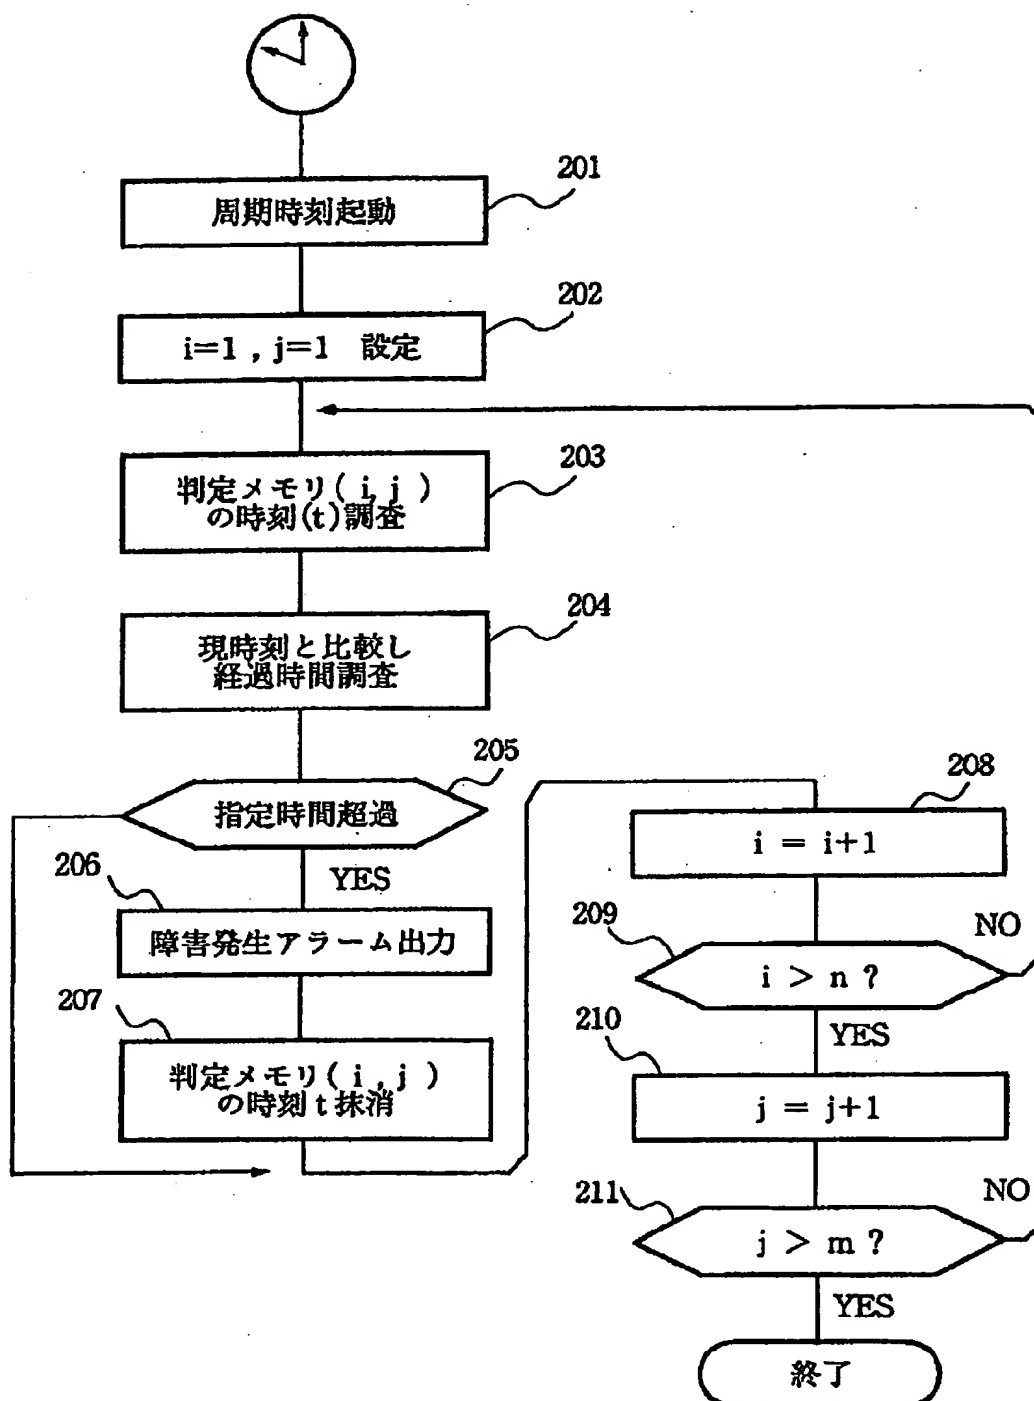 201
周期時刻起動
202
i=1 , j=1 設定
203
判定メモリ( i, j )
の時刻(t)調査
204
現時刻と比較し
経過時間調査
205
指定時間超過
YES
206
障害発生アラーム出力
207
判定メモリ( i , j )
の時刻t抹消
208
i = i+1
209
NO
i > n ?
YES
210
j = j+1
211
NO
j > m ?
YES
終了